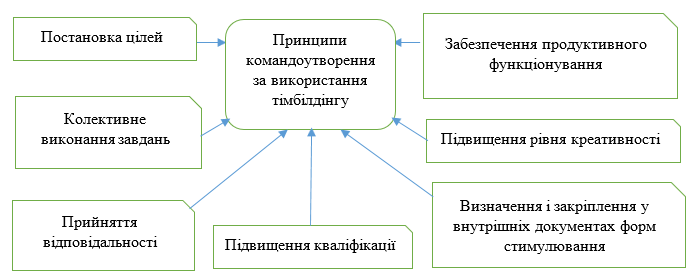 Постановка цілей
Принципи
командоутворення
за використання
тімбілдінгу
Забезпечення продуктивного
функціонування
Колективне
виконання завдань
Підвищення рівня креативності
Прийняття
відповідальності
Підвищення кваліфікації
Визначення і закріплення у
внутрішніх документах форм
стимулювання